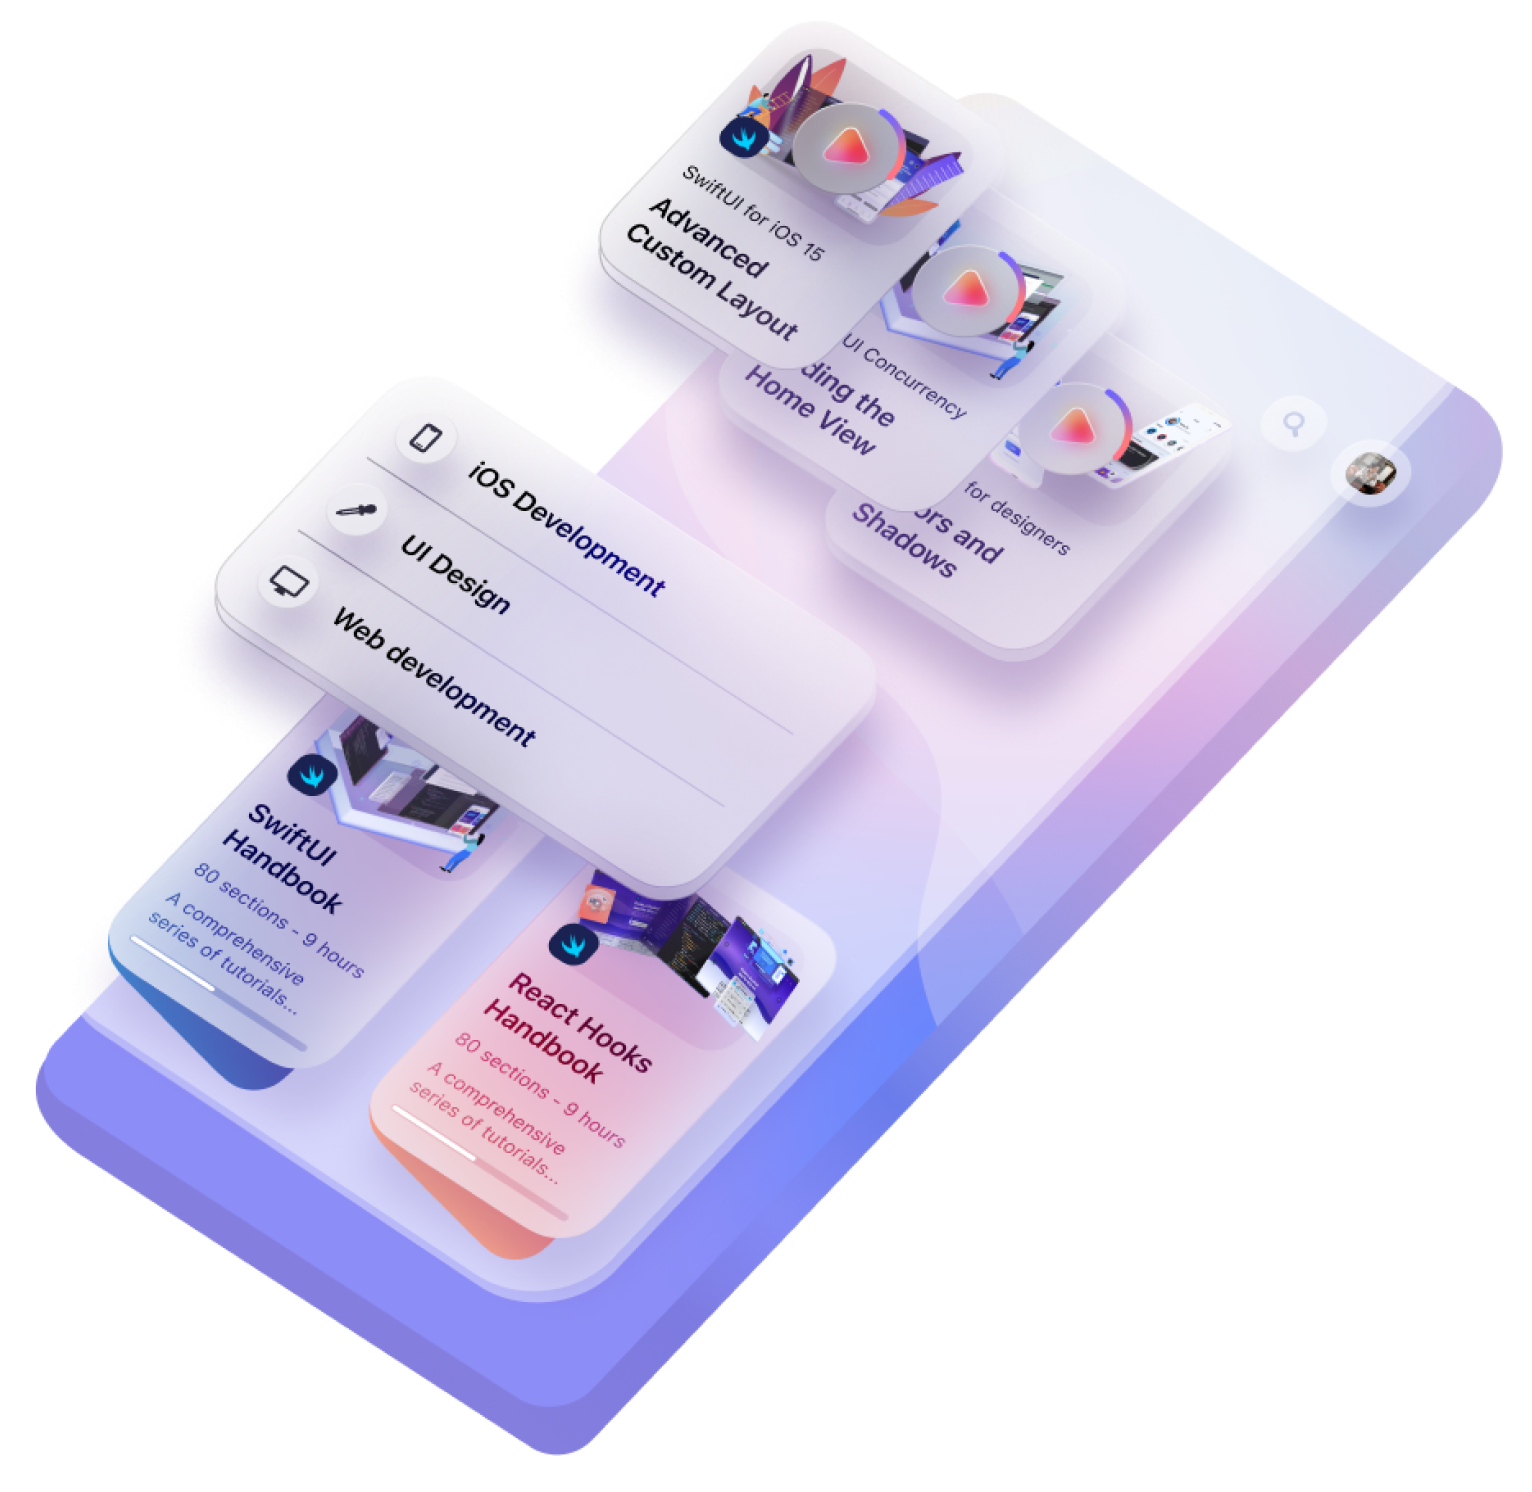 SwiftUI for iOS 15
Advanced
Custom Layout
UI Concurrency
ding the
Home View
for designers
ors and
Shadows
iOS Development
UI Design
Web development
SwiftUI
Handbook
80 sections - 9 hours
A comprehensive
series of tutorials...
React Hooks
Handbook
80 sections - 9 hours
A comprehensive
series of tutorials...